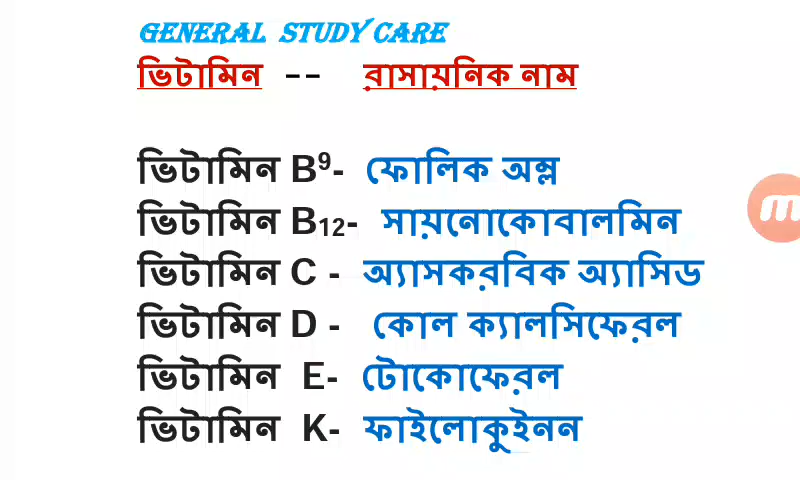 GENERAL STUDY CARE
ভিটামিন -- রাসায়নিক নাম
ভিটামিন B⁹- ফোলিক অম্ল
ভিটামিন B₁₂- সায়নোকোবালমিন
ভিটামিন C - অ্যাসকরবিক অ্যাসিড
ভিটামিন D - কোল ক্যালসিফেরল
ভিটামিন E- টোকোফেরল
ভিটামিন K- ফাইলোকুইনন